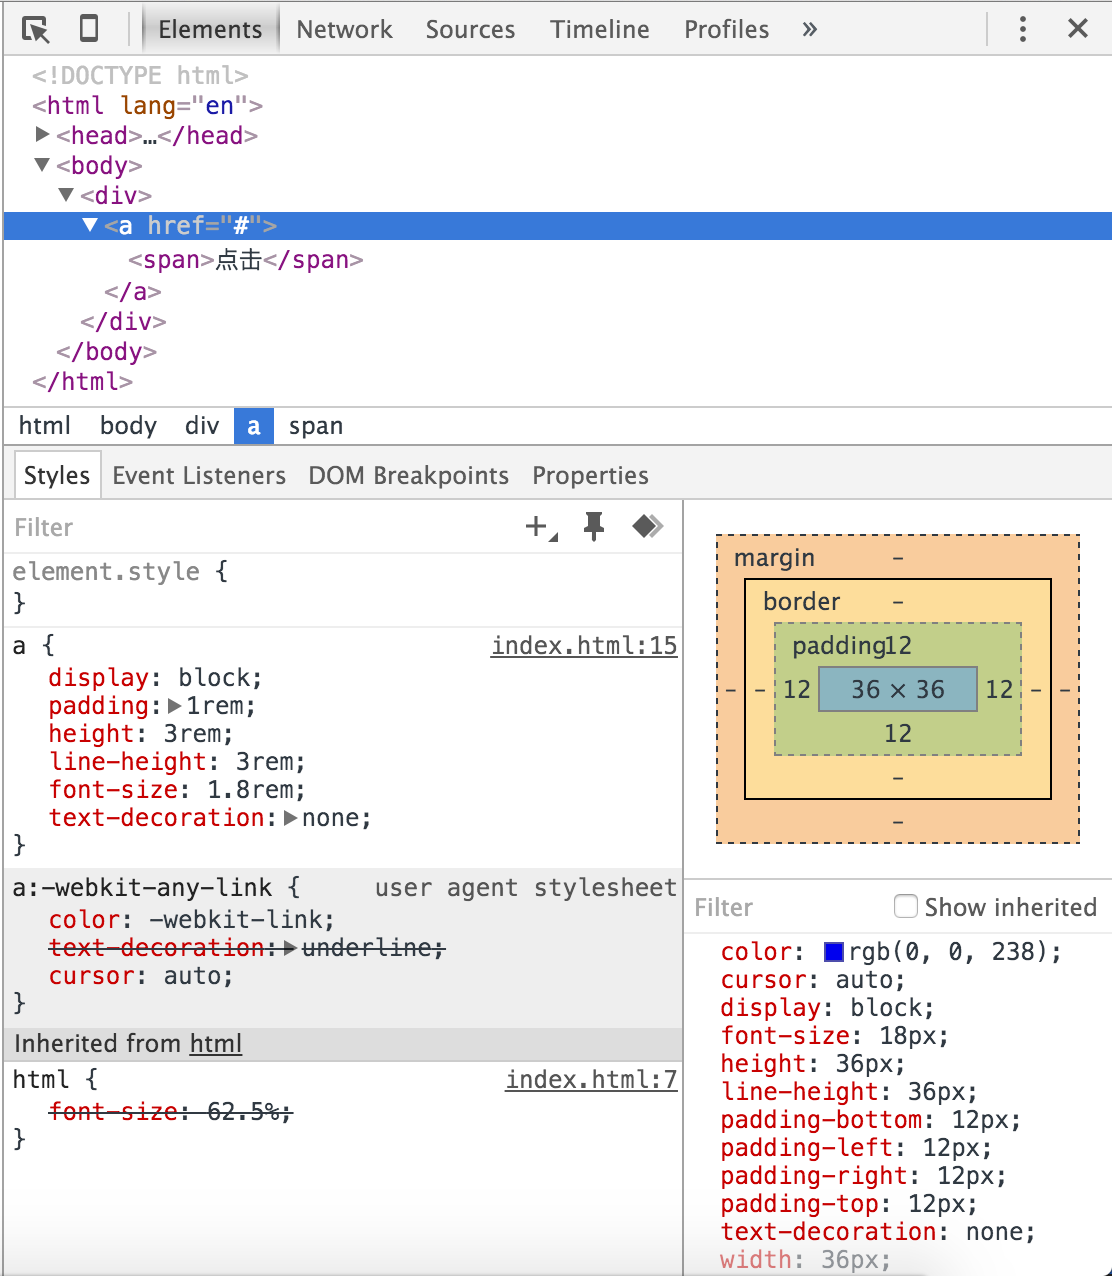 Elements Network Sources Timeline Profiles »
<!DOCTYPE html>
<html lang="en">
<head>…</head>
<body>
<div>
<a href="#">
<span>点击</span>
</a>
</div>
</body>
</html>
html body div a span
Styles Event Listeners DOM Breakpoints Properties
Filter
element.style {
}
a { index.html:15
display: block;
padding: 1rem;
height: 3rem;
line-height: 3rem;
font-size: 1.8rem;
text-decoration: none;
}
a:-webkit-any-link { user agent stylesheet
color: -webkit-link;
text-decoration: underline;
cursor: auto;
}
Inherited from html
html { index.html:7
font-size: 62.5%;
}
margin -
border -
padding 12
- - 12 36 × 36 12 - -
12
-
-
Filter Show inherited
color: rgb(0, 0, 238);
cursor: auto;
display: block;
font-size: 18px;
height: 36px;
line-height: 36px;
padding-bottom: 12px;
padding-left: 12px;
padding-right: 12px;
padding-top: 12px;
text-decoration: none;
width: 36px;